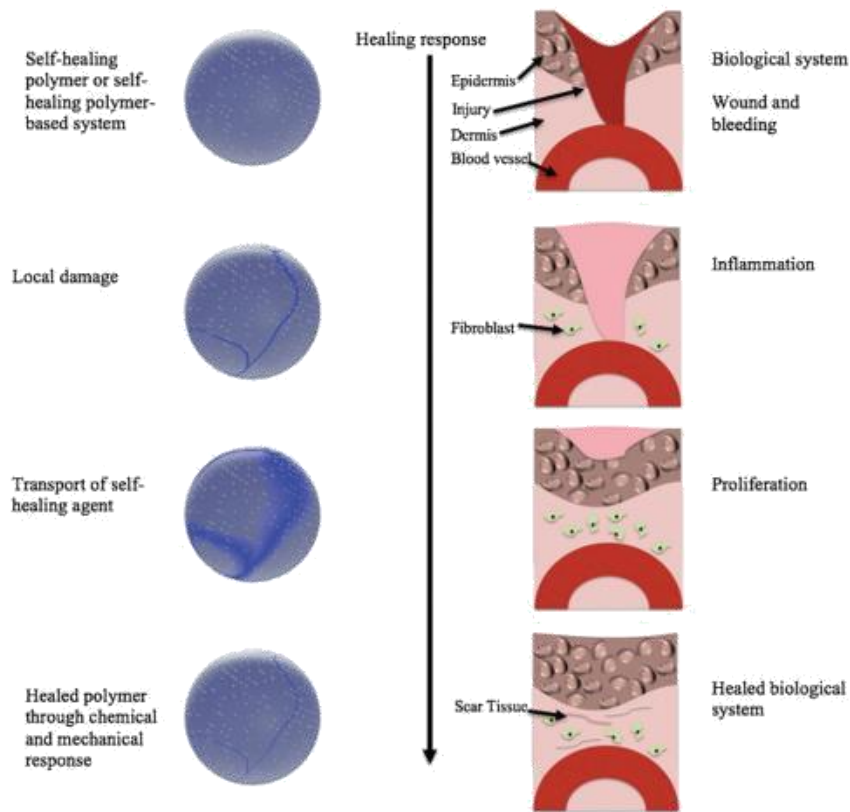 Self-healing
polymer or self-
healing polymer-
based system
Healing response
Epidermis
Injury
Dermis
Blood vessel
Biological system
Wound and
bleeding
Local damage
Fibroblast
Inflammation
Transport of self-
healing agent
Proliferation
Healed polymer
through chemical
and mechanical
response
Scar Tissue
Healed biological
system